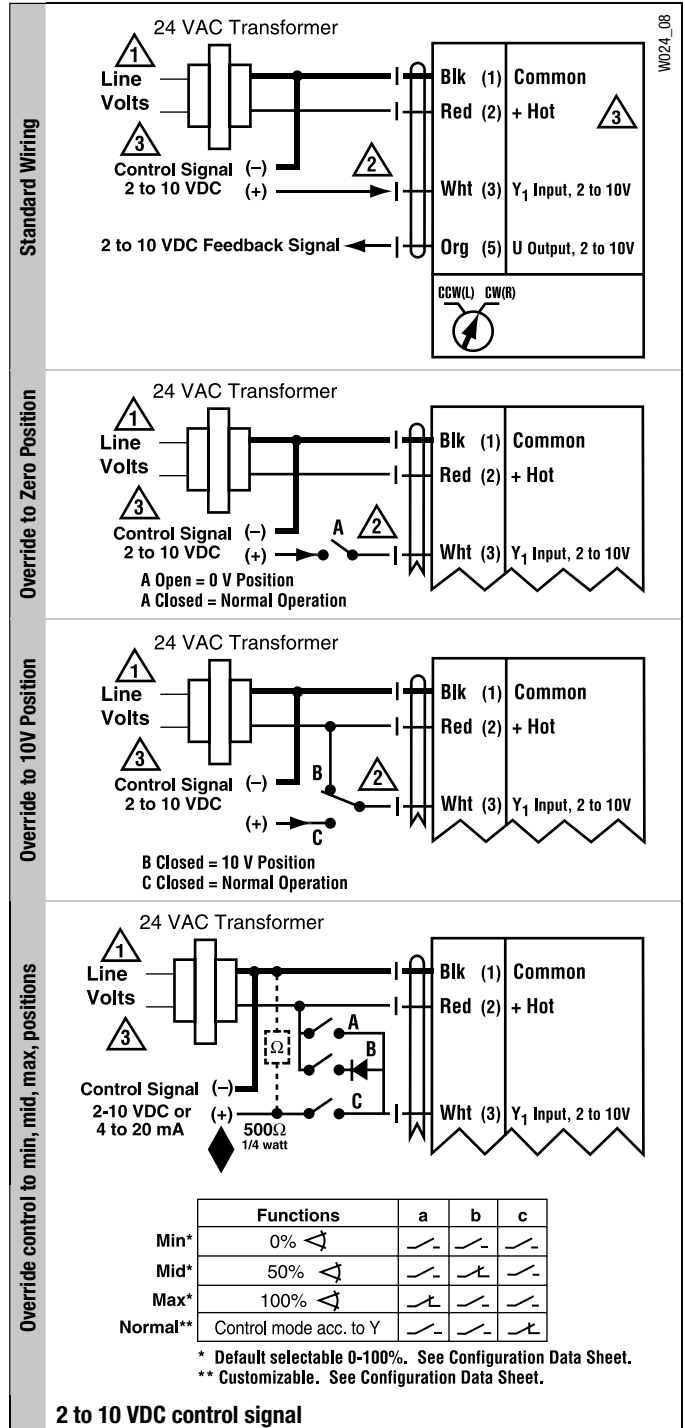 W024_08
Standard Wiring
24 VAC Transformer
1
Line
Volts
3
Control Signal (–)
2 to 10 VDC (+)
2
2 to 10 VDC Feedback Signal
Blk (1) Common
Red (2) + Hot
3
Wht (3) Y1 Input, 2 to 10V
Org (5) U Output, 2 to 10V
CCW(L) CW(R)
Override to Zero Position
24 VAC Transformer
1
Line
Volts
3
Control Signal (–)
2 to 10 VDC (+)
A
2
A Open = 0 V Position
A Closed = Normal Operation
Blk (1) Common
Red (2) + Hot
Wht (3) Y1 Input, 2 to 10V
Override to 10V Position
24 VAC Transformer
1
Line
Volts
3
Control Signal (–)
2 to 10 VDC
(+)
B
2
C
B Closed = 10 V Position
C Closed = Normal Operation
Blk (1) Common
Red (2) + Hot
Wht (3) Y1 Input, 2 to 10V
Override control to min, mid, max, positions
24 VAC Transformer
1
Line
Volts
3
Ω
A
B
C
Control Signal (–)
2-10 VDC or (+)
4 to 20 mA
500Ω
1/4 watt
Blk (1) Common
Red (2) + Hot
Wht (3) Y1 Input, 2 to 10V
Functions a b c
Min* 0%
Mid* 50%
Max* 100%
Normal** Control mode acc. to Y
* Default selectable 0-100%. See Configuration Data Sheet.
** Customizable. See Configuration Data Sheet.
2 to 10 VDC control signal